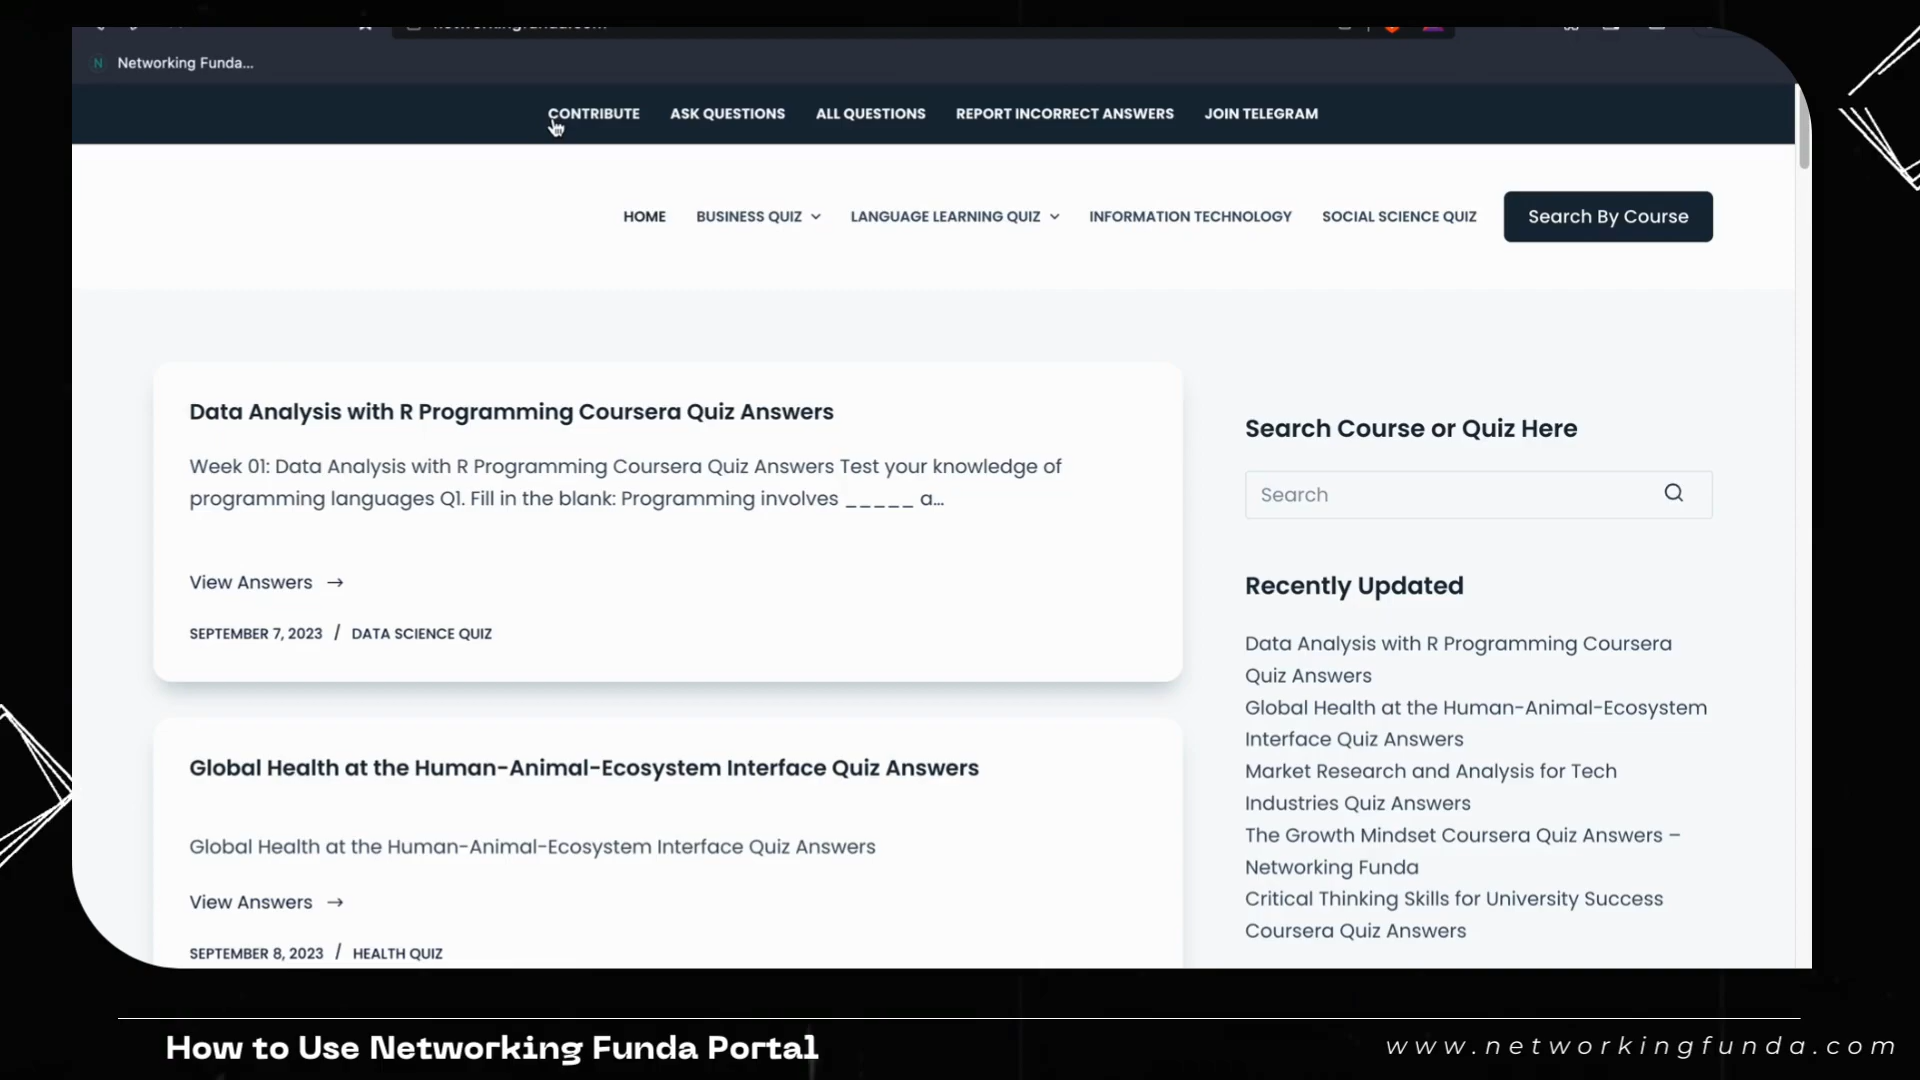 Networking Funda...
CONTRIBUTE ASK QUESTIONS ALL QUESTIONS REPORT INCORRECT ANSWERS JOIN TELEGRAM
HOME BUSINESS QUIZ LANGUAGE LEARNING QUIZ INFORMATION TECHNOLOGY SOCIAL SCIENCE QUIZ Search By Course
Data Analysis with R Programming Coursera Quiz Answers
Week 01: Data Analysis with R Programming Coursera Quiz Answers Test your knowledge of
programming languages Q1. Fill in the blank: Programming involves _____ a...
View Answers →
SEPTEMBER 7, 2023 / DATA SCIENCE QUIZ
Global Health at the Human-Animal-Ecosystem Interface Quiz Answers
Global Health at the Human-Animal-Ecosystem Interface Quiz Answers
View Answers →
SEPTEMBER 8, 2023 / HEALTH QUIZ
Search Course or Quiz Here
Search
Recently Updated
Data Analysis with R Programming Coursera
Quiz Answers
Global Health at the Human-Animal-Ecosystem
Interface Quiz Answers
Market Research and Analysis for Tech
Industries Quiz Answers
The Growth Mindset Coursera Quiz Answers –
Networking Funda
Critical Thinking Skills for University Success
Coursera Quiz Answers
How to Use Networking Funda Portal
www.networkingfunda.com